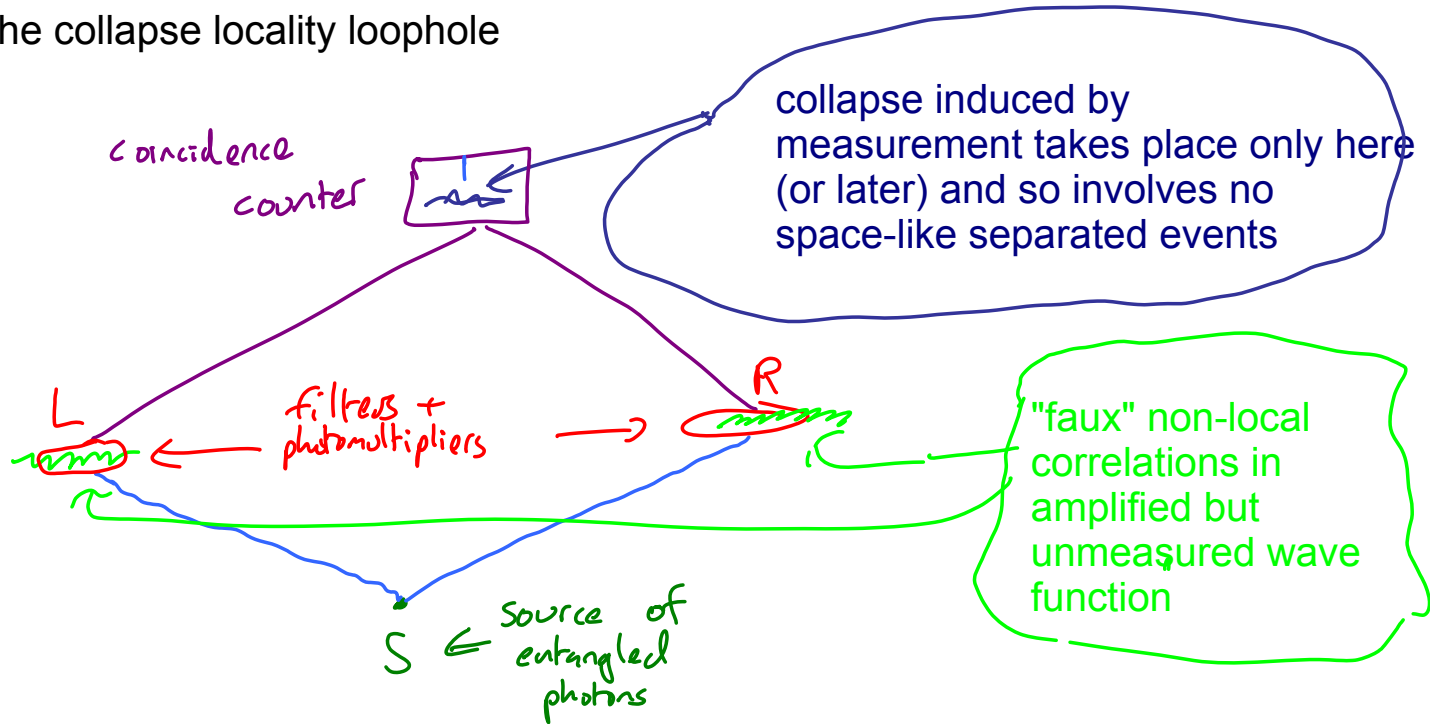 he collapse locality loophole
collapse induced by
measurement takes place only here
(or later) and so involves no
space-like separated events
coincidence
counter
L
filters +
photomultipliers
R
"faux" non-local
correlations in
amplified but
unmeasured wave
function
S
source of
entangled
photons